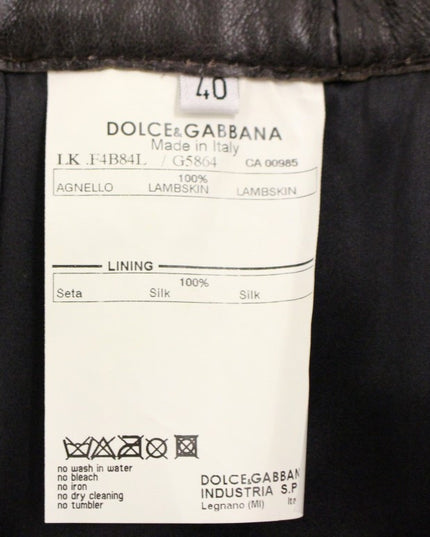 40
DOLCE&GABBANA
Made in Italy
I.K .F4B84L / G5864 CA 00985
100%
AGNELLO LAMBSKIN LAMBSKIN
LINING
100%
Seta Silk Silk
no wash in water
no bleach
no iron
no dry cleaning
no tumbler
DOLCE&GABBAN
INDUSTRIA S.P
Legnano (MI)